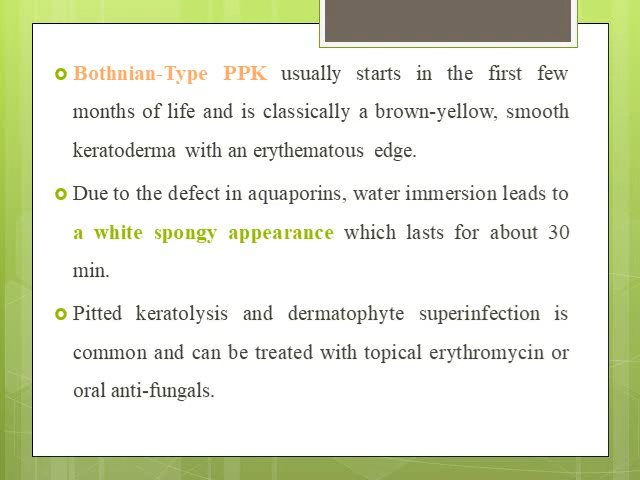 Bothnian-Type PPK usually starts in the first few
months of life and is classically a brown-yellow, smooth
keratoderma with an erythematous edge.
Due to the defect in aquaporins, water immersion leads to
a white spongy appearance which lasts for about 30
min.
Pitted keratolysis and dermatophyte superinfection is
common and can be treated with topical erythromycin or
oral anti-fungals.